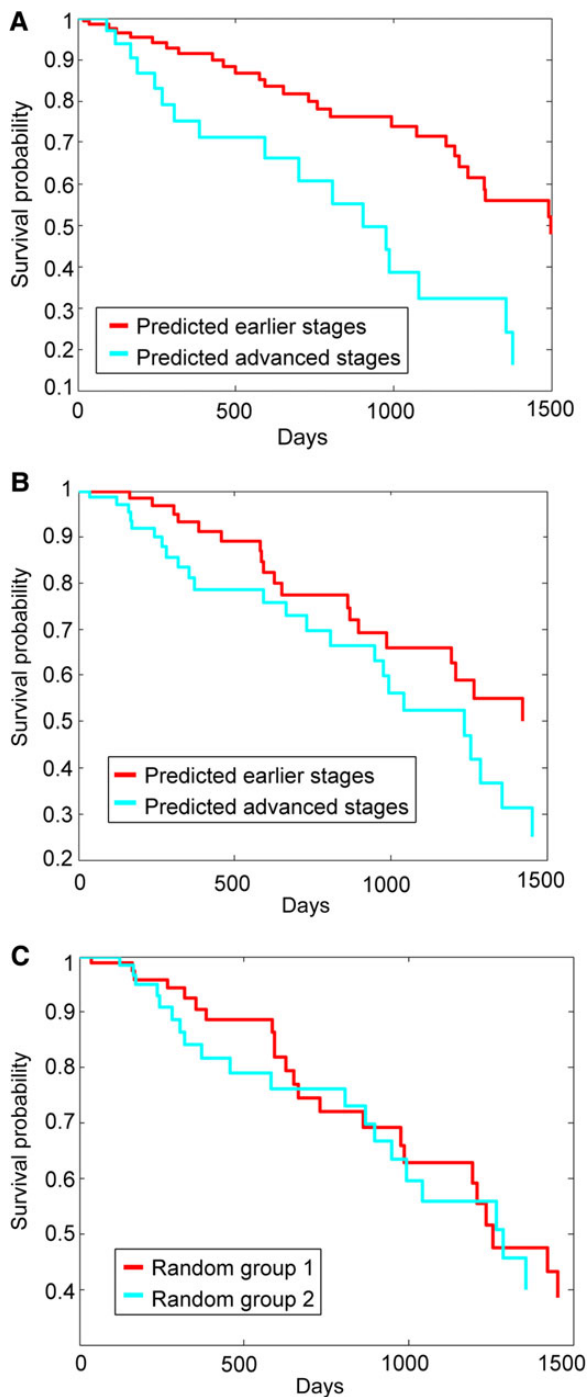 A
1
0.9
0.8
0.7
0.6
0.5
0.4
0.3
0.2
0.1
Survival probability
Predicted earlier stages
Predicted advanced stages
0 500 1000 1500
Days
B
1
0.9
0.8
0.7
0.6
0.5
0.4
0.3
0.2
Survival probability
Predicted earlier stages
Predicted advanced stages
0 500 1000 1500
Days
C
1
0.9
0.8
0.7
0.6
0.5
0.4
Survival probability
Random group 1
Random group 2
0 500 1000 1500
Days